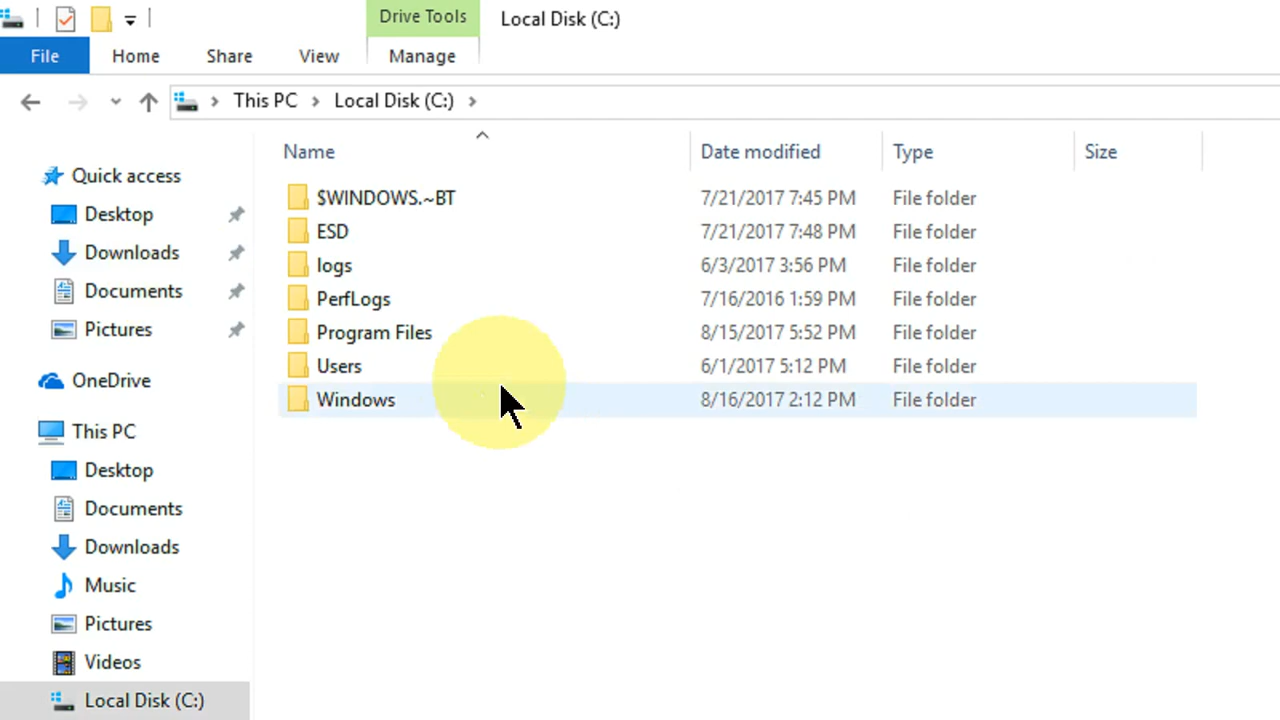 Drive Tools Local Disk (C:)
File Home Share View Manage
This PC Local Disk (C:)
Name Date modified Type Size
Quick access
Desktop
Downloads
Documents
Pictures
OneDrive
This PC
Desktop
Documents
Downloads
Music
Pictures
Videos
Local Disk (C:)
$WINDOWS.~BT 7/21/2017 7:45 PM File folder
ESD 7/21/2017 7:48 PM File folder
logs 6/3/2017 3:56 PM File folder
PerfLogs 7/16/2016 1:59 PM File folder
Program Files 8/15/2017 5:52 PM File folder
Users 6/1/2017 5:12 PM File folder
Windows 8/16/2017 2:12 PM File folder